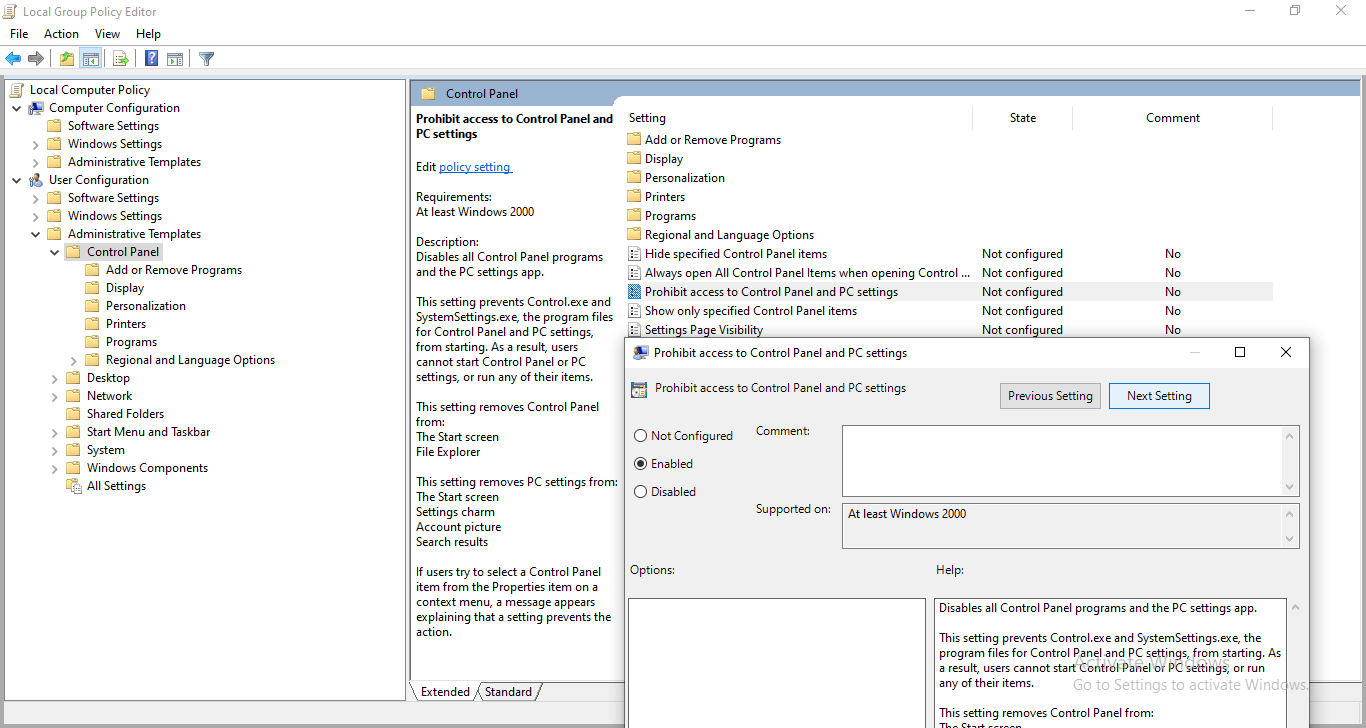 Local Group Policy Editor
File Action View Help
Local Computer Policy
Computer Configuration
Software Settings
Windows Settings
Administrative Templates
User Configuration
Software Settings
Windows Settings
Administrative Templates
Control Panel
Add or Remove Programs
Display
Personalization
Printers
Programs
Regional and Language Options
Desktop
Network
Shared Folders
Start Menu and Taskbar
System
Windows Components
All Settings
Control Panel
Prohibit access to Control Panel and
PC settings
Edit policy setting
Requirements:
At least Windows 2000
Description:
Disables all Control Panel programs
and the PC settings app.
This setting prevents Control.exe and
SystemSettings.exe, the program files
for Control Panel and PC settings,
from starting. As a result, users
cannot start Control Panel or PC
settings, or run any of their items.
This setting removes Control Panel
from:
The Start screen
File Explorer
This setting removes PC settings from:
The Start screen
Settings charm
Account picture
Search results
If users try to select a Control Panel
item from the Properties item on a
context menu, a message appears
explaining that a setting prevents the
action.
Extended Standard
Setting State Comment
Add or Remove Programs
Display
Personalization
Printers
Programs
Regional and Language Options
Hide specified Control Panel items Not configured No
Always open All Control Panel Items when opening Control ... Not configured No
Prohibit access to Control Panel and PC settings Not configured No
Show only specified Control Panel items Not configured No
Settings Page Visibility Not configured No
Prohibit access to Control Panel and PC settings
Prohibit access to Control Panel and PC settings
Previous Setting Next Setting
Not Configured
Enabled
Disabled
Comment:
Supported on: At least Windows 2000
Options: Help:
Disables all Control Panel programs and the PC settings app.
This setting prevents Control.exe and SystemSettings.exe, the
program files for Control Panel and PC settings, from starting. As
a result, users cannot start Control Panel or PC settings, or run
any of their items.
This setting removes Control Panel from:
The Start screen
Activate Windows
Go to Settings to activate Windows.